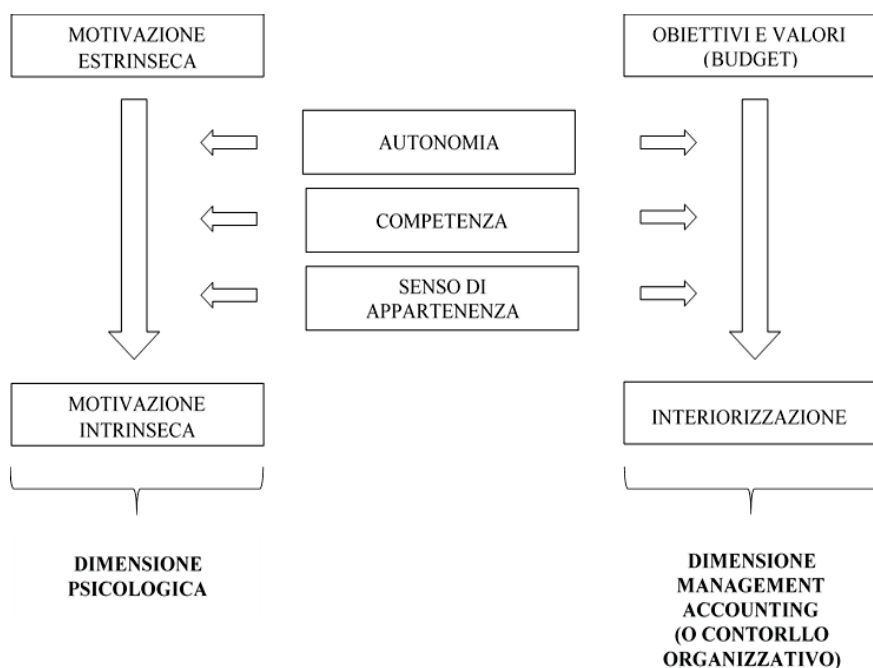 MOTIVAZIONE
ESTRINSECA
OBIETTIVI E VALORI
(BUDGET)
AUTONOMIA
COMPETENZA
SENSO DI
APPARTENENZA
MOTIVAZIONE
INTRINSECA
INTERIORIZZAZIONE
DIMENSIONE
PSICOLOGICA
DIMENSIONE
MANAGEMENT
ACCOUNTING
(O CONTORLLO
ORGANIZZATIVO)